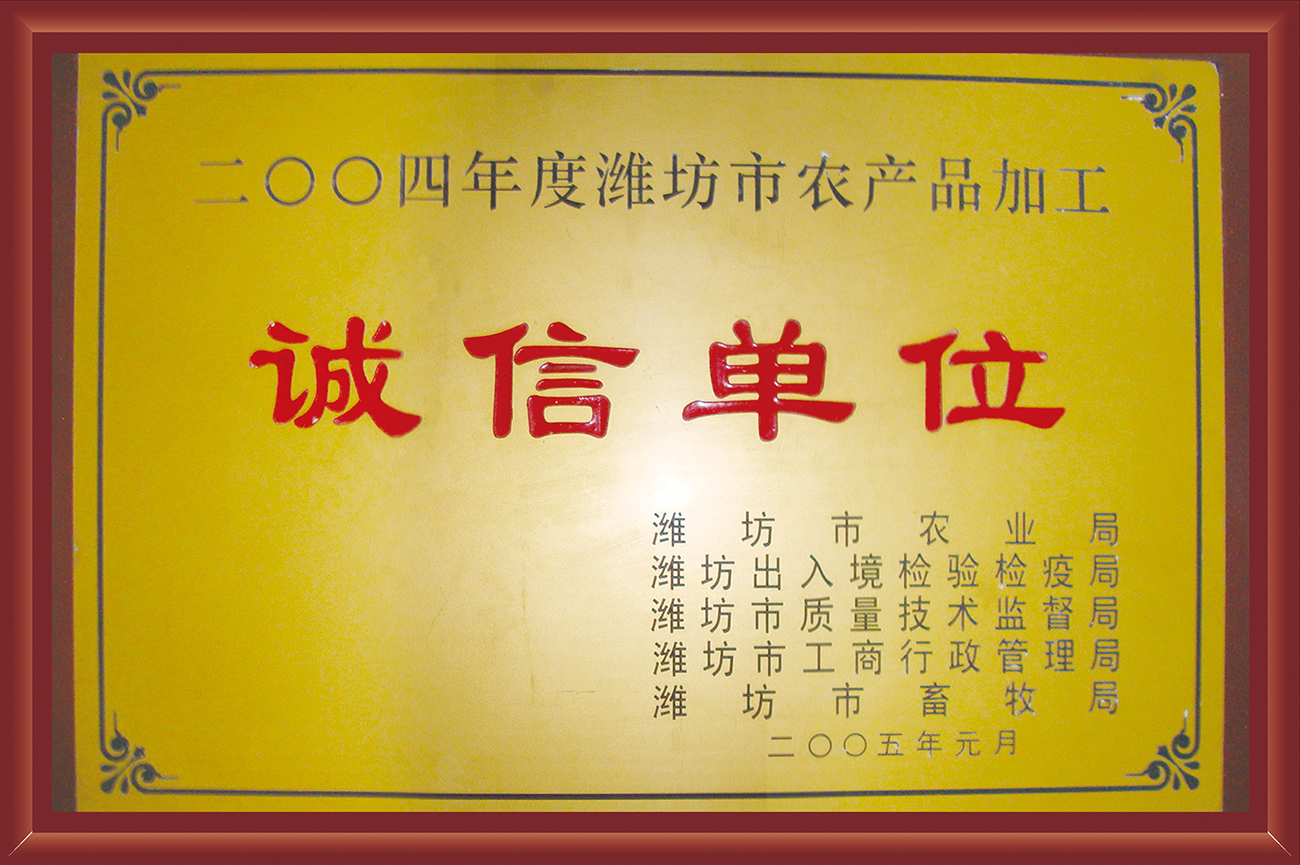 二〇〇四年度潍坊市农产品加工
诚信单位
潍坊市农业局
潍坊出入境检验检疫局
潍坊市质量技术监督局
潍坊市工商行政管理局
潍坊市畜牧局
二〇〇五年元月